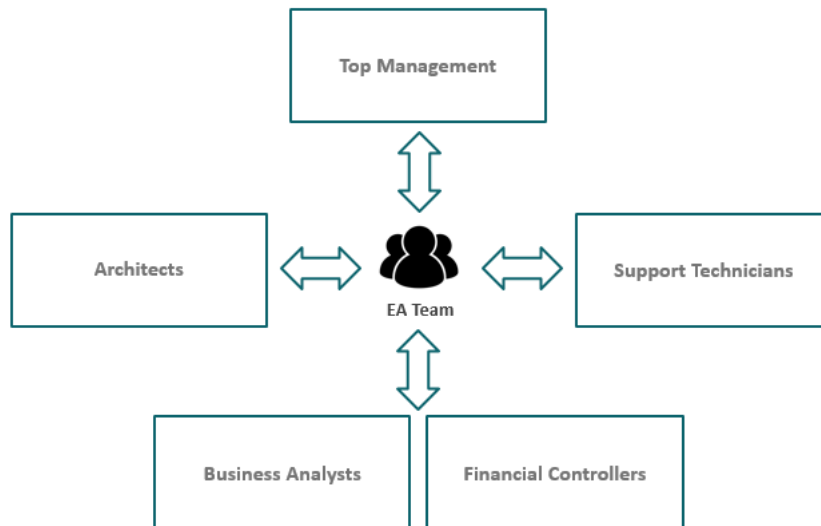 Top Management
Architects
Support Technicians
EA Team
Business Analysts
Financial Controllers